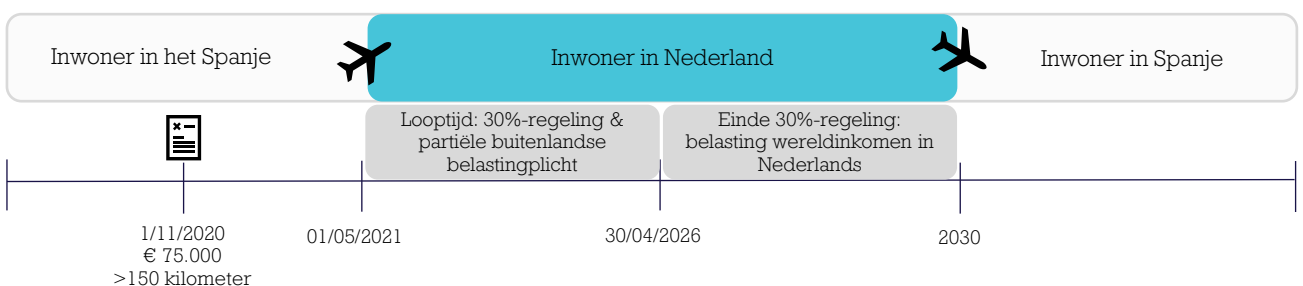 Inwoner in het Spanje
Inwoner in Nederland
Inwoner in Spanje
Looptijd: 30%-regeling &
partiële buitenlandse
belastingplicht
Einde 30%-regeling:
belasting wereldinkomen in
Nederlands
1/11/2020
€ 75.000
>150 kilometer
01/05/2021
30/04/2026
2030